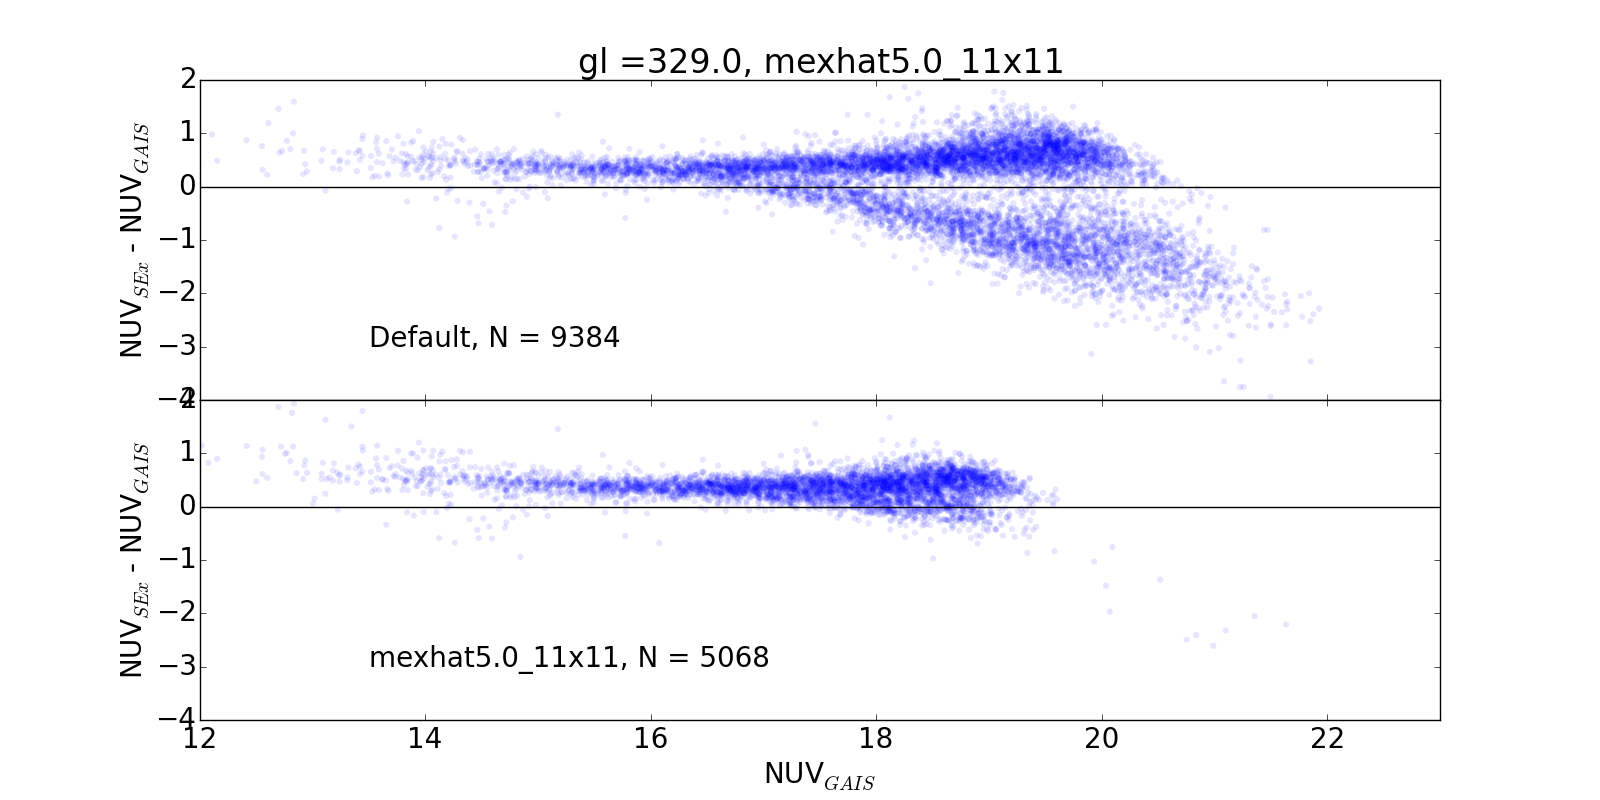 gl =329.0, mexhat5.0_11x11
2
1
0
−1
−2
−3
−4
NUV_SEx - NUV_GAIS
Default, N = 9384
2
1
0
−1
−2
−3
−4
NUV_SEx - NUV_GAIS
mexhat5.0_11x11, N = 5068
12 14 16 18 20 22
NUV_GAIS